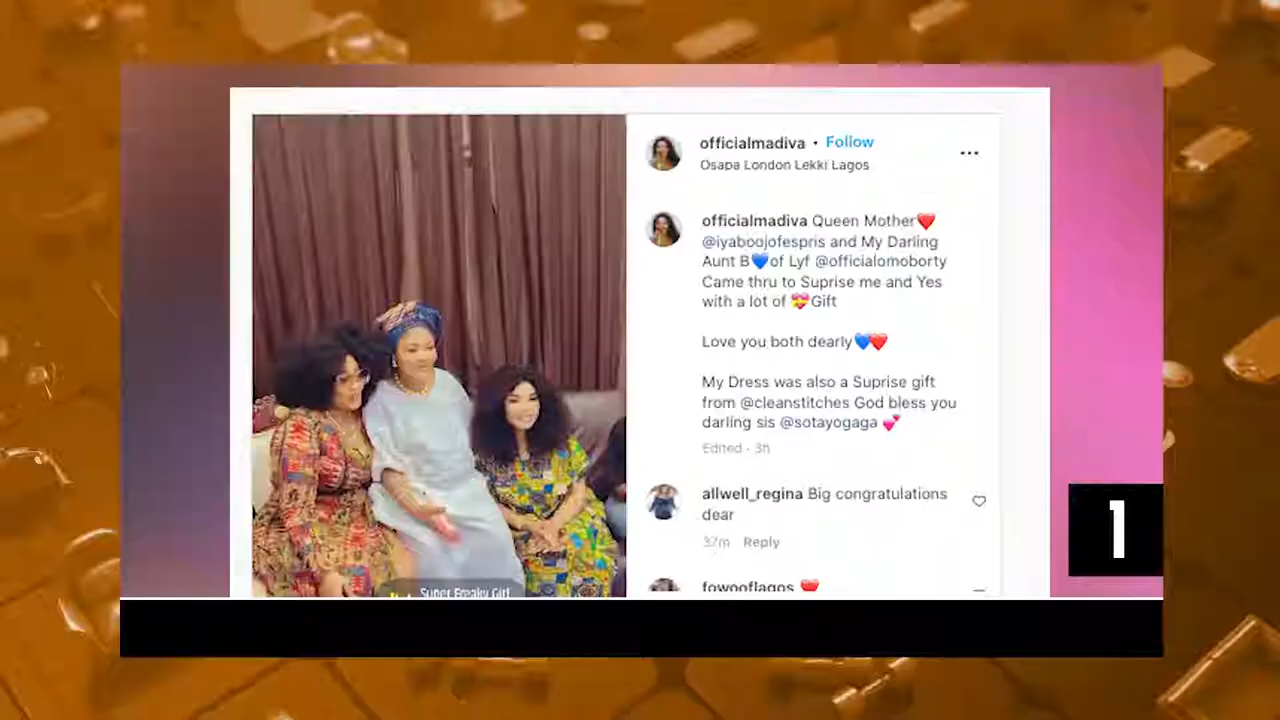 officialmadiva • Follow
Osapa London Lekki Lagos
officialmadiva Queen Mother❤️
@iyaboojofespris and My Darling
Aunt B💙of Lyf @officialomoborty
Came thru to Suprise me and Yes
with a lot of 💝Gift
Love you both dearly💙❤️
My Dress was also a Suprise gift
from @cleanstitches God bless you
darling sis @sotayogaga 💕
Edited · 3h
allwell_regina Big congratulations
dear
37m Reply
fowooflagos ❤️
Super Freaky Girl
1